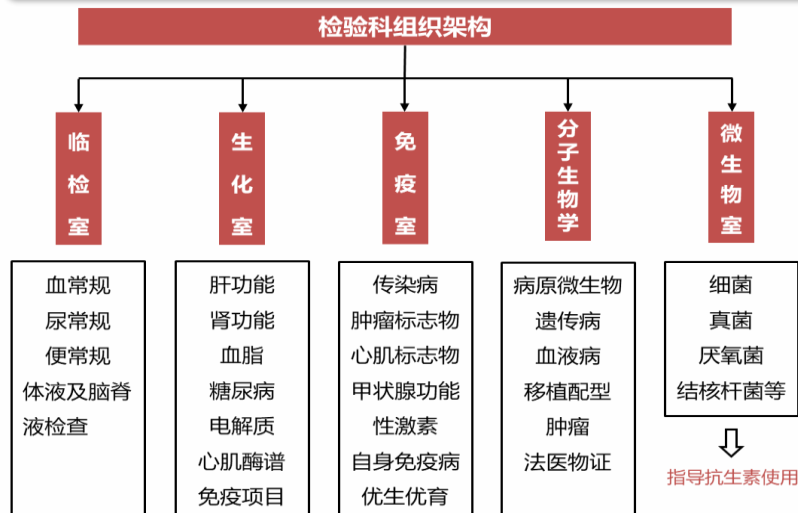 检验科组织架构
临检室
生化室
免疫室
分子生物学
微生物室
血常规
尿常规
便常规
体液及脑脊
液检查
肝功能
肾功能
血脂
糖尿病
电解质
心肌酶谱
免疫项目
传染病
肿瘤标志物
心肌标志物
甲状腺功能
性激素
自身免疫病
优生优育
病原微生物
遗传病
血液病
移植配型
肿瘤
法医物证
细菌
真菌
厌氧菌
结核杆菌等
指导抗生素使用